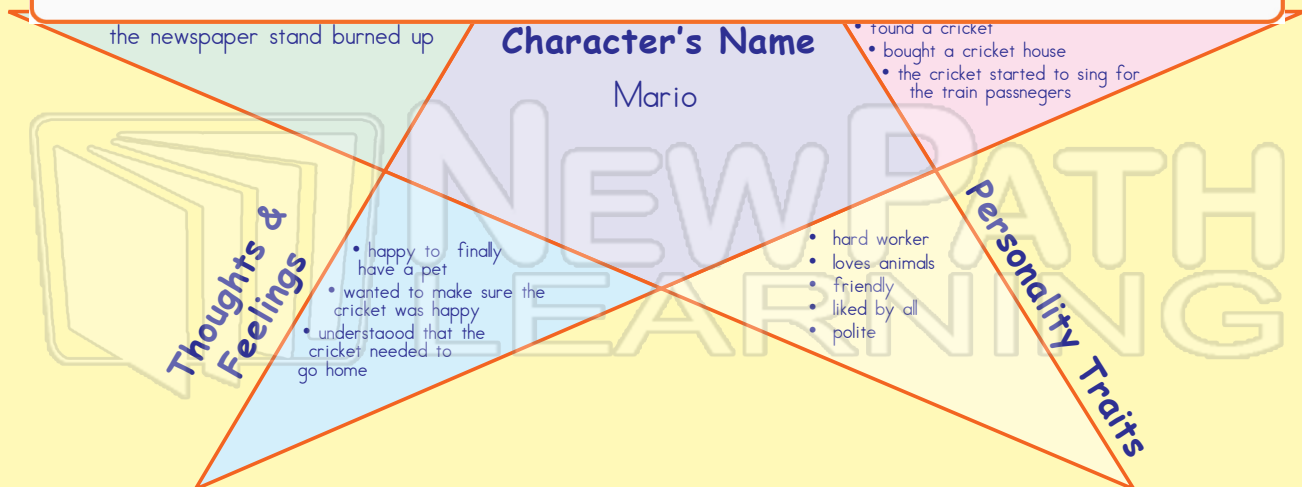 the newspaper stand burned up
Character's Name
Mario
• found a cricket
• bought a cricket house
• the cricket started to sing for
the train passnegers
Thoughts &
Feelings
• happy to finally
have a pet
• wanted to make sure the
cricket was happy
• understaood that the
cricket needed to
go home
• hard worker
• loves animals
• friendly
• liked by all
• polite
Personality Traits
NEWPATH
LEARNING